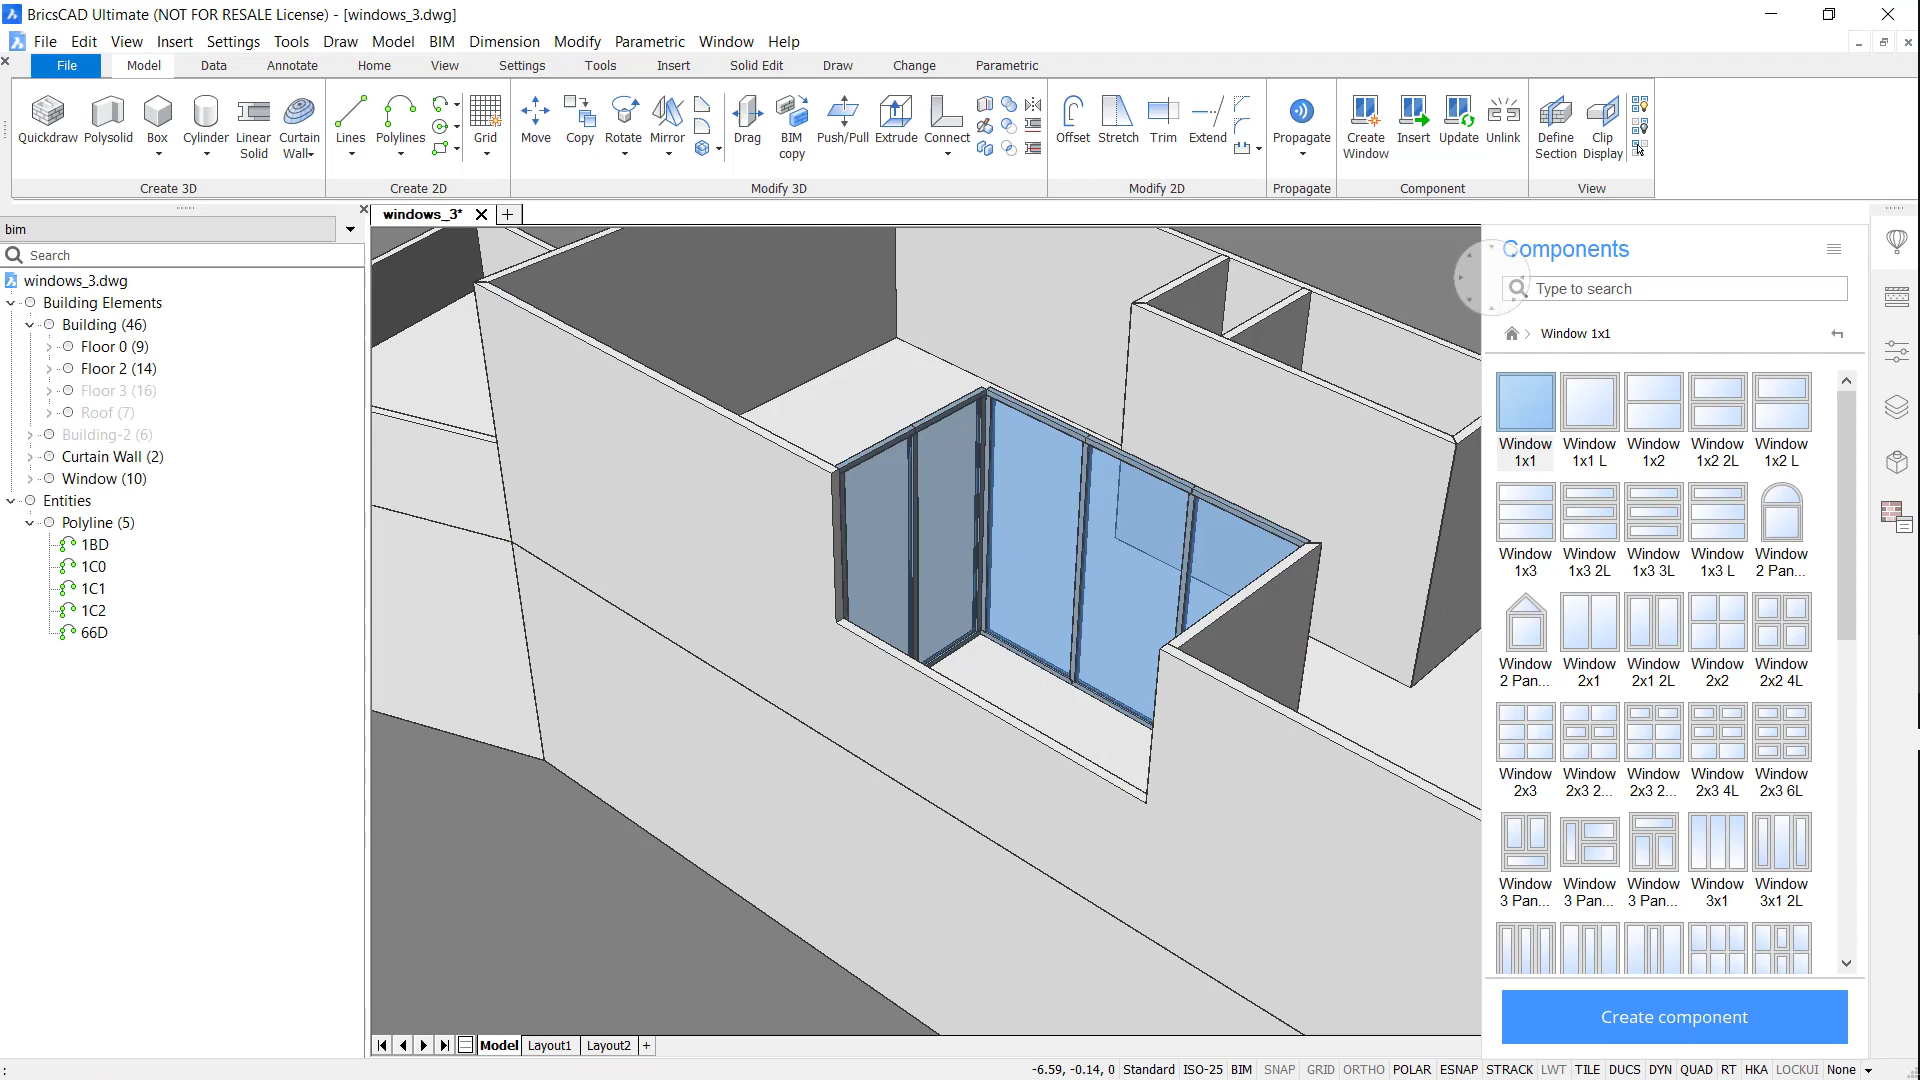 BricsCAD Ultimate (NOT FOR RESALE License) - [windows_3.dwg]
File Edit View Insert Settings Tools Draw Model BIM Dimension Modify Parametric Window Help
File Model Data Annotate Home View Settings Tools Insert Solid Edit Draw Change Parametric
Quickdraw Polysolid Box Cylinder Linear Solid Curtain Wall
Lines Polylines Grid
Move Copy Rotate Mirror Drag BIM copy Push/Pull Extrude Connect
Offset Stretch Trim Extend
Propagate
Create Window Insert Update Unlink
Define Section Clip Display
Create 3D Create 2D Modify 3D Modify 2D Propagate Component View
bim
windows_3*
Search
windows_3.dwg
Building Elements
Building (46)
Floor 0 (9)
Floor 2 (14)
Floor 3 (16)
Roof (7)
Building-2 (6)
Curtain Wall (2)
Window (10)
Entities
Polyline (5)
1BD
1C0
1C1
1C2
66D
Components
Type to search
Window 1x1
Window 1x1
Window 1x1 L
Window 1x2
Window 1x2 2L
Window 1x2 L
Window 1x3
Window 1x3 2L
Window 1x3 3L
Window 1x3 L
Window 2 Pan...
Window 2 Pan...
Window 2x1
Window 2x1 2L
Window 2x2
Window 2x2 4L
Window 2x3
Window 2x3 2...
Window 2x3 2...
Window 2x3 4L
Window 2x3 6L
Window 3 Pan...
Window 3 Pan...
Window 3 Pan...
Window 3x1
Window 3x1 2L
Create component
Model Layout1 Layout2 +
:
-6.59, -0.14, 0 Standard ISO-25 BIM SNAP GRID ORTHO POLAR ESNAP STRACK LWT TILE DUCS DYN QUAD RT HKA LOCKUI None